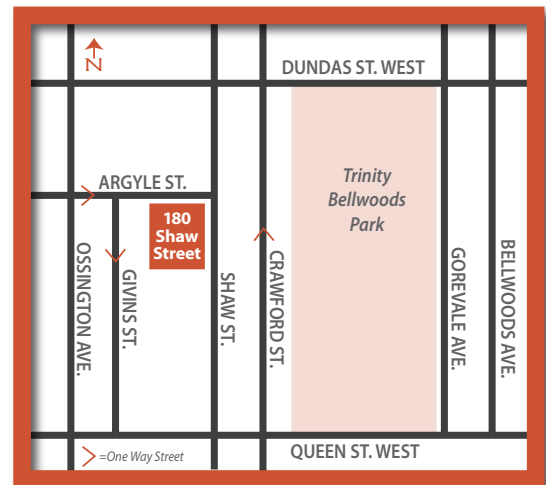 N
DUNDAS ST. WEST
Trinity
Bellwoods
Park
ARGYLE ST.
180
Shaw
Street
OSSINGTON AVE.
GIVINS ST.
SHAW ST.
CRAWFORD ST.
GOREVALE AVE.
BELLWOODS AVE.
QUEEN ST. WEST
=One Way Street